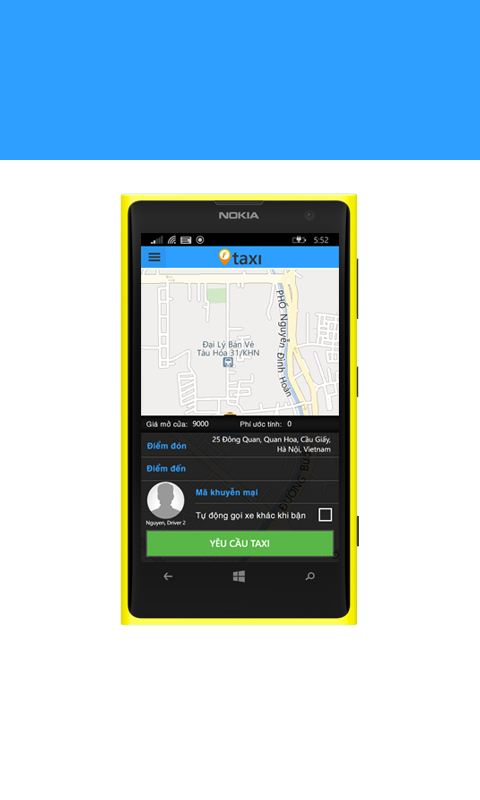 NOKIA
5:52
taxi
PHỐ Nguyễn Đình Hoàn
Đại Lý Bán Vé
Tàu Hỏa 31/KHN
Giá mở cửa: 9000 Phí ước tính: 0
Điểm đón 25 Đông Quan, Quan Hoa, Cầu Giấy,
Hà Nội, Vietnam
Điểm đến
ĐƯỜNG BƯ
Mã khuyến mại
Tự động gọi xe khác khi bận
Nguyen, Driver 2
YÊU CẦU TAXI